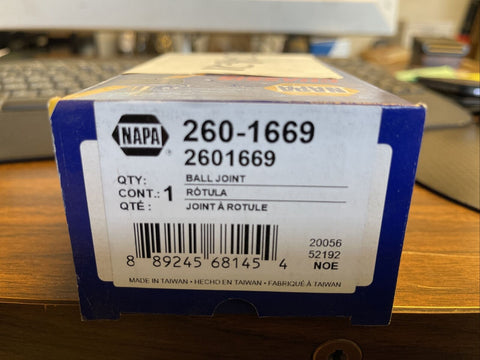 NAPA
NAPA 260-1669
2601669
QTY: BALL JOINT
CONT.: 1 RÓTULA
QTÉ : JOINT À ROTULE
20056
52192
8 89245 68145 4 NOE
MADE IN TAIWAN • HECHO EN TAIWAN • FABRIQUÉ À TAIWAN